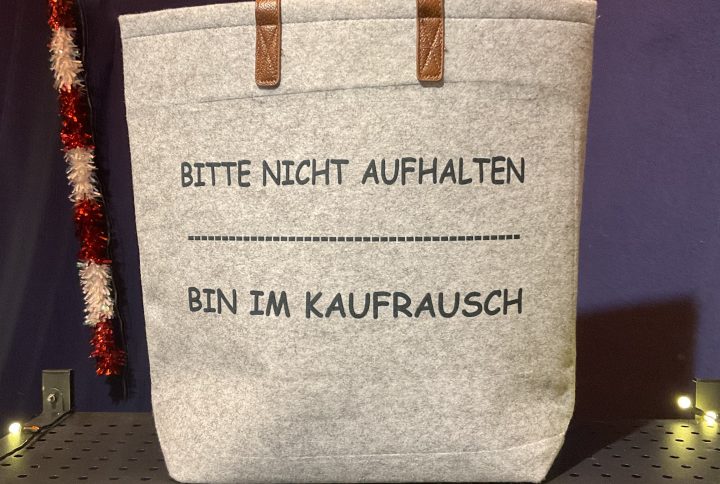 BITTE NICHT AUFHALTEN
BIN IM KAUFRAUSCH